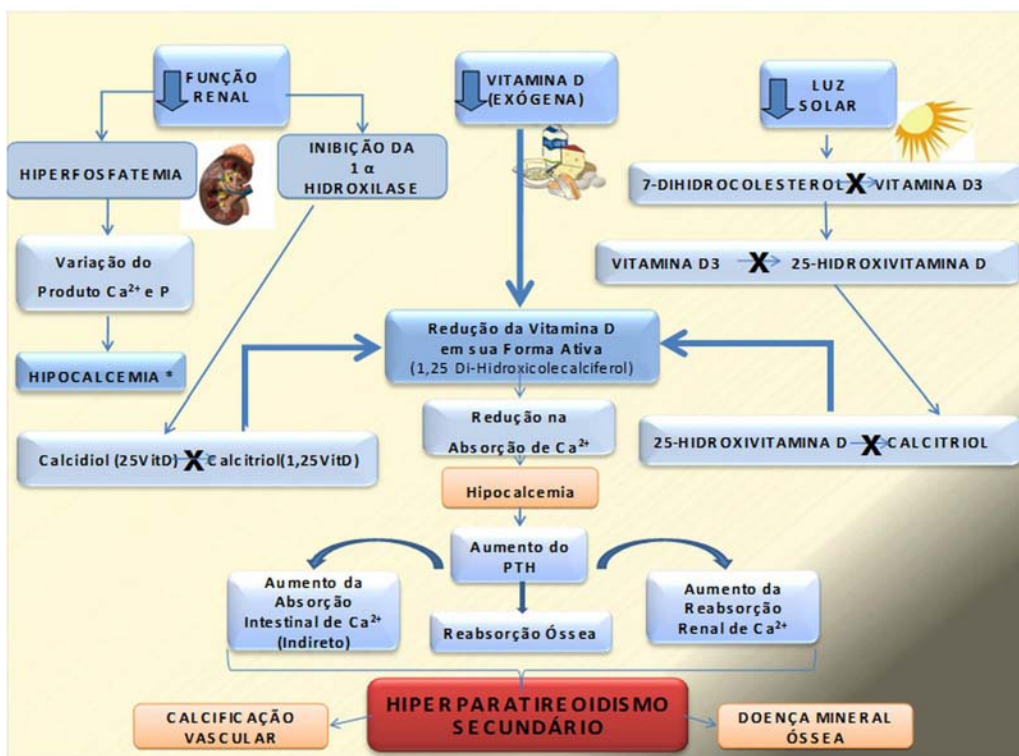 FUNÇÃO
RENAL
VITAMINA D
(EXÓGENA)
LUZ
SOLAR
HIPERFOSFATEMIA
INIBIÇÃO DA
1 α
HIDROXILASE
7-DIHIDROCOLESTEROL X VITAMINA D3
Variação do
Produto Ca²⁺ e P
VITAMINA D3 X 25-HIDROXIVITAMINA D
HIPOCALCEMIA *
Redução da Vitamina D
em sua Forma Ativa
(1,25 Di-Hidroxicolecalciferol)
Calcidiol (25VitD) X Calcitriol(1,25VitD)
Redução na
Absorção de Ca²⁺
25-HIDROXIVITAMINA D X CALCITRIOL
Hipocalcemia
Aumento do
PTH
Aumento da
Absorção
Intestinal de Ca²⁺
(Indireto)
Reabsorção Óssea
Aumento da
Reabsorção
Renal de Ca²⁺
HIPERPARATIREOIDISMO
SECUNDÁRIO
CALCIFICAÇÃO
VASCULAR
DOENÇA MINERAL
ÓSSEA